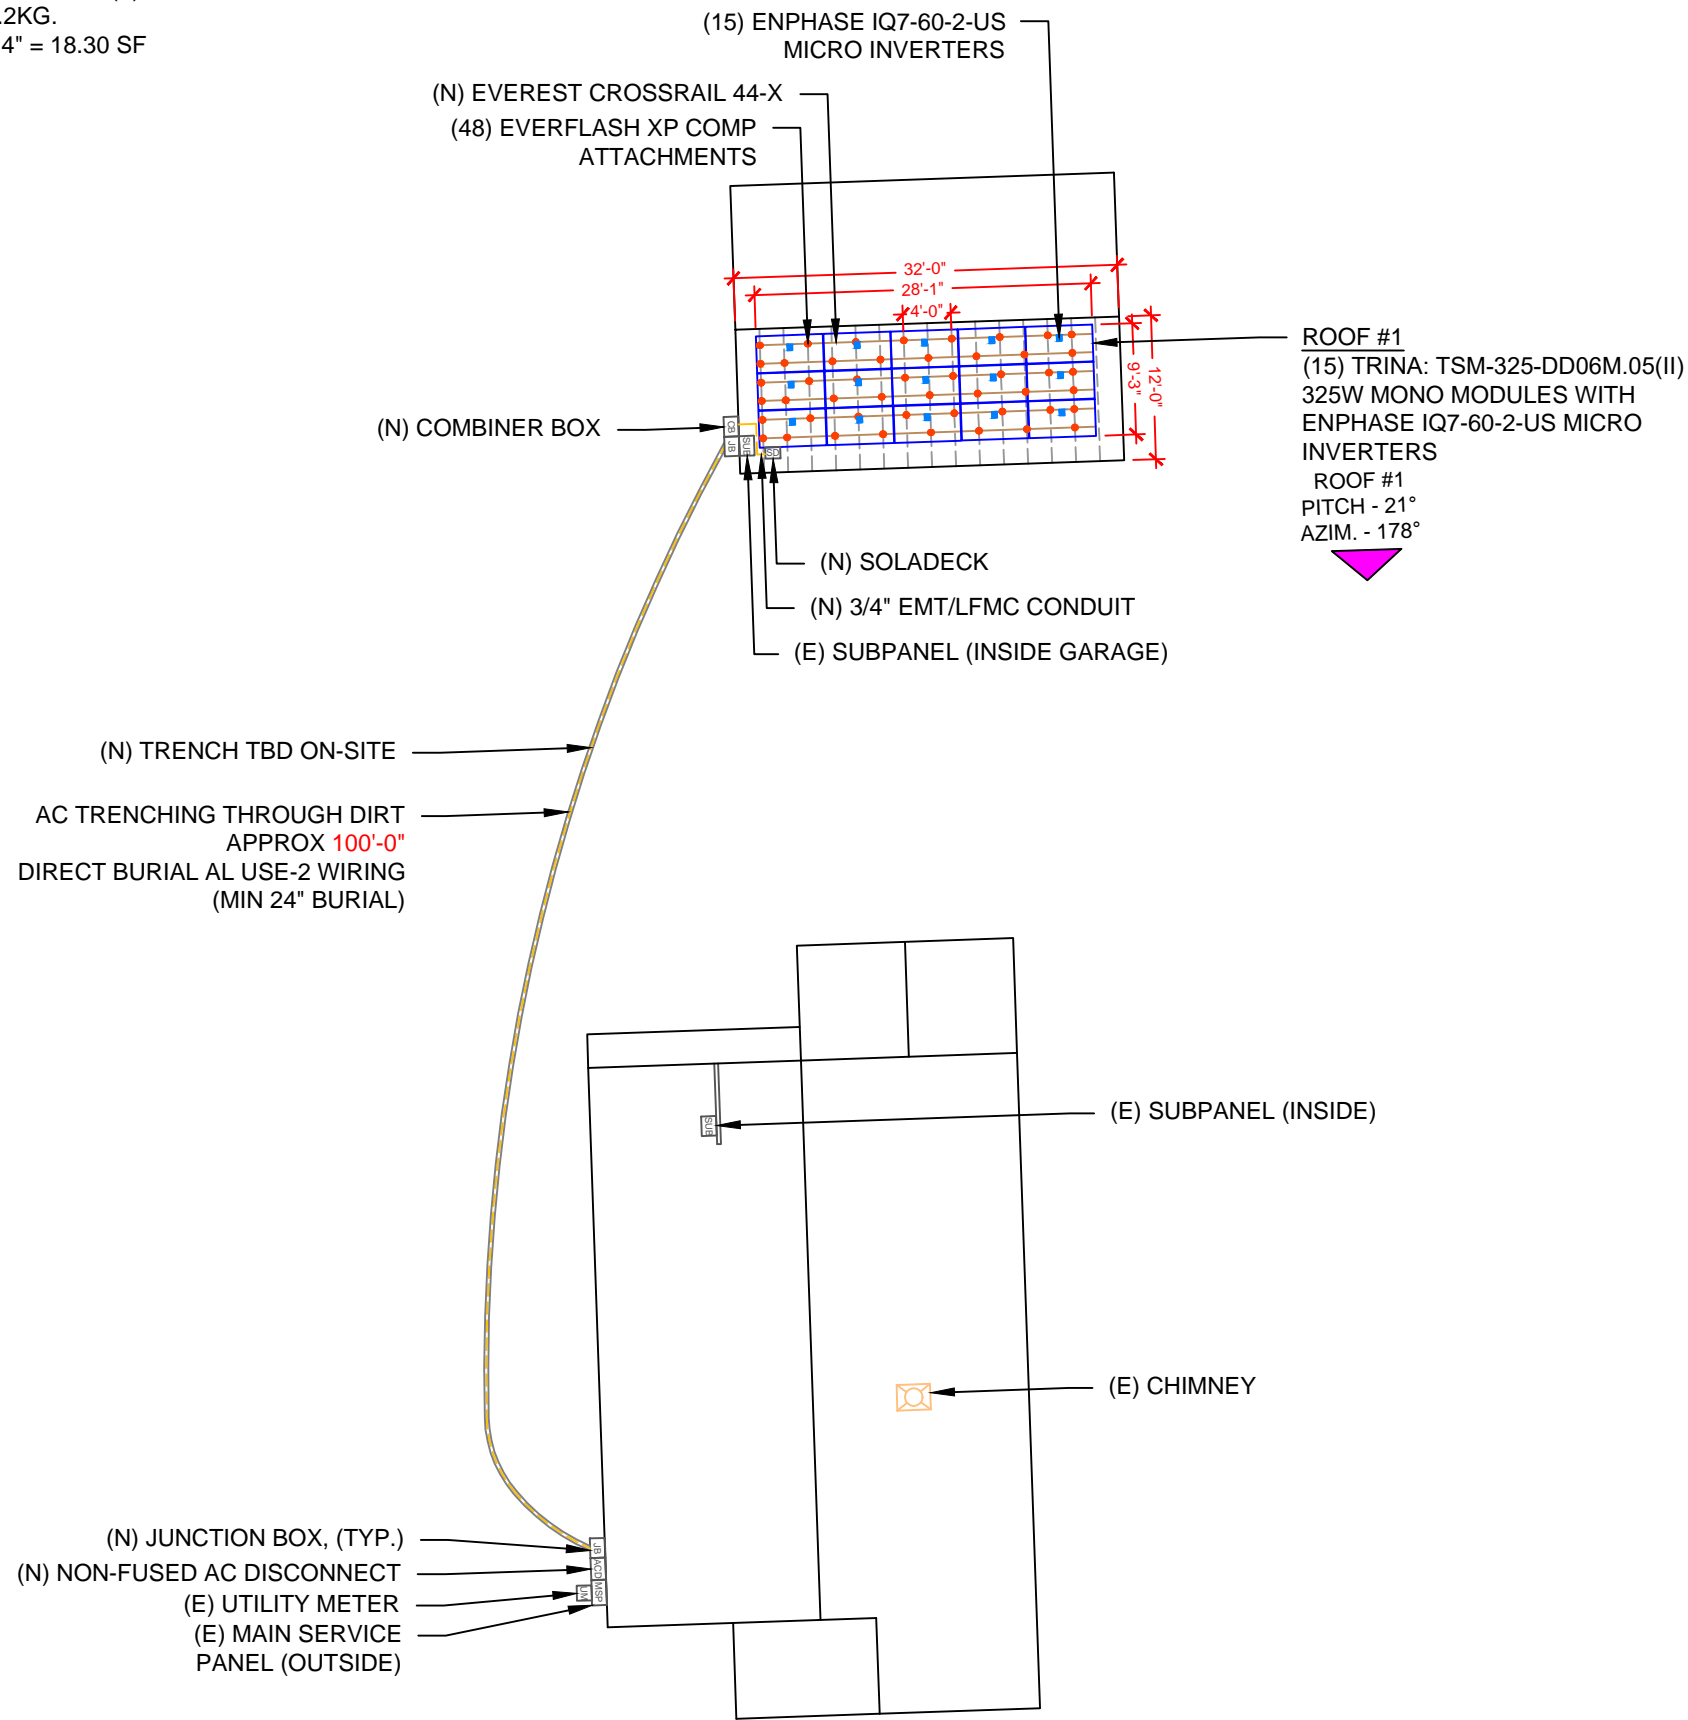 .2KG.
4" = 18.30 SF
(15) ENPHASE IQ7-60-2-US
MICRO INVERTERS
(N) EVEREST CROSSRAIL 44-X
(48) EVERFLASH XP COMP
ATTACHMENTS
32'-0"
28'-1"
4'-0"
9'-3"
12'-0"
ROOF #1
(15) TRINA: TSM-325-DD06M.05(II)
325W MONO MODULES WITH
ENPHASE IQ7-60-2-US MICRO
INVERTERS
ROOF #1
PITCH - 21°
AZIM. - 178°
(N) COMBINER BOX
CB
JB
SUB
SD
(N) SOLADECK
(N) 3/4" EMT/LFMC CONDUIT
(E) SUBPANEL (INSIDE GARAGE)
(N) TRENCH TBD ON-SITE
AC TRENCHING THROUGH DIRT
APPROX 100'-0"
DIRECT BURIAL AL USE-2 WIRING
(MIN 24" BURIAL)
SUB
(E) SUBPANEL (INSIDE)
(E) CHIMNEY
(N) JUNCTION BOX, (TYP.)
(N) NON-FUSED AC DISCONNECT
(E) UTILITY METER
(E) MAIN SERVICE
PANEL (OUTSIDE)
JB
ACD
MSP
UM